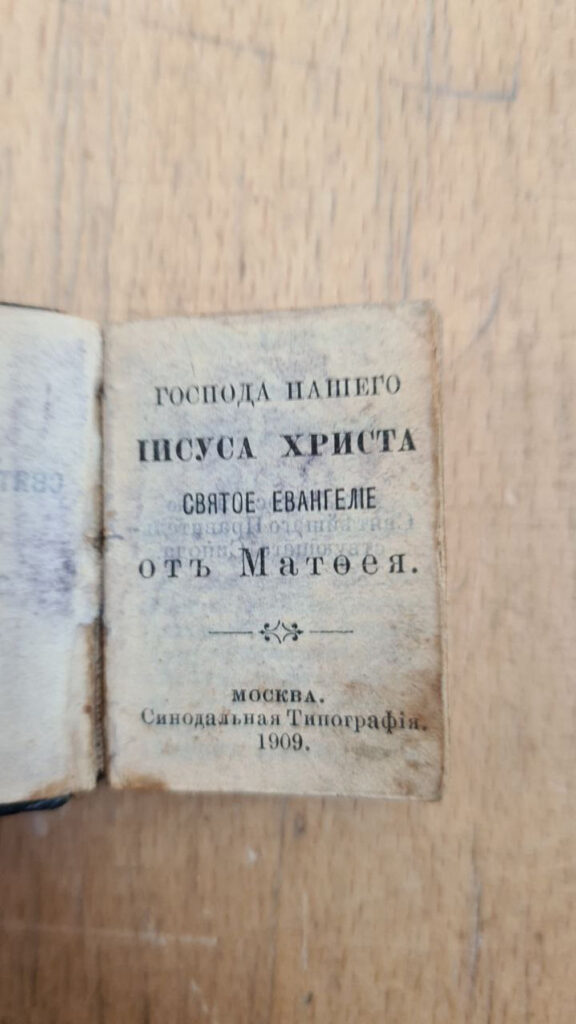 ГОСПОДА НАШЕГО
ІИСУСА ХРИСТА
СВЯТОЕ ЕВАНГЕЛІЕ
отъ Матѳея.
МОСКВА.
Синодальная Типографія.
1909.